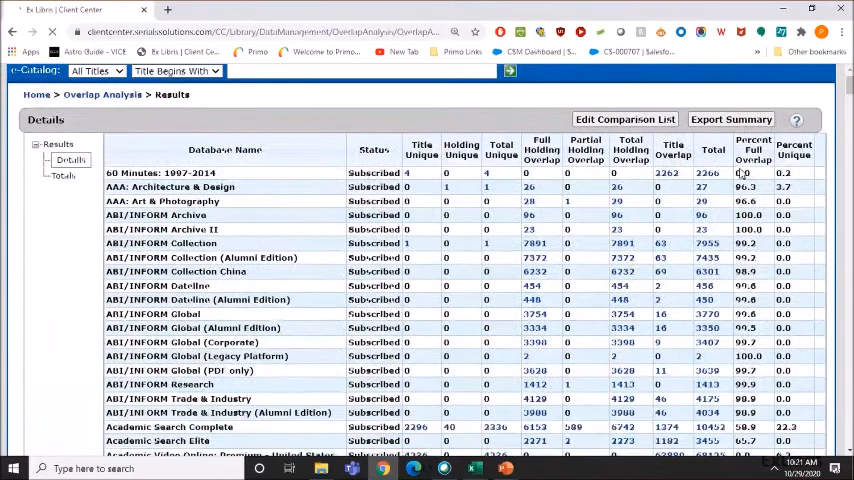 Ex Libris | Client Center
clientcenter.serialssolutions.com/CC/Library/DataManagement/OverlapAnalysis/OverlapA...
Apps Astro Guide - VICE Ex Libris | Client Cent... Primo Welcome to Primo... New Tab Primo Links CSM Dashboard | S... CS-000707 | Salesfo... Other bookmarks
e-Catalog: All Titles Title Begins With
Home > Overlap Analysis > Results
Details Edit Comparison List Export Summary ?
Results
Details
Totals
Database Name Status Title Unique Holding Unique Total Unique Full Holding Overlap Partial Holding Overlap Total Holding Overlap Title Overlap Total Percent Full Overlap Percent Unique
60 Minutes: 1997-2014 Subscribed 4 0 4 0 0 0 2262 2266 0.2
AAA: Architecture & Design Subscribed 0 1 1 26 0 26 0 27 96.3 3.7
AAA: Art & Photography Subscribed 0 0 0 28 1 29 0 29 96.6 0.0
ABI/INFORM Archive Subscribed 0 0 0 96 0 96 0 96 100.0 0.0
ABI/INFORM Archive II Subscribed 0 0 0 23 0 23 0 23 100.0 0.0
ABI/INFORM Collection Subscribed 1 0 1 7891 0 7891 63 7955 99.2 0.0
ABI/INFORM Collection (Alumni Edition) Subscribed 0 0 0 7372 0 7372 63 7435 99.2 0.0
ABI/INFORM Collection China Subscribed 0 0 0 6232 0 6232 69 6301 98.9 0.0
ABI/INFORM Dateline Subscribed 0 0 0 454 0 454 2 456 99.6 0.0
ABI/INFORM Dateline (Alumni Edition) Subscribed 0 0 0 448 0 448 2 450 99.6 0.0
ABI/INFORM Global Subscribed 0 0 0 3754 0 3754 16 3770 99.6 0.0
ABI/INFORM Global (Alumni Edition) Subscribed 0 0 0 3334 0 3334 16 3350 99.5 0.0
ABI/INFORM Global (Corporate) Subscribed 0 0 0 3398 0 3398 9 3407 99.7 0.0
ABI/INFORM Global (Legacy Platform) Subscribed 0 0 0 2 0 2 0 2 100.0 0.0
ABI/INFORM Global (PDF only) Subscribed 0 0 0 3628 0 3628 11 3639 99.7 0.0
ABI/INFORM Research Subscribed 0 0 0 1412 1 1413 0 1413 99.9 0.0
ABI/INFORM Trade & Industry Subscribed 0 0 0 4129 0 4129 46 4175 98.9 0.0
ABI/INFORM Trade & Industry (Alumni Edition) Subscribed 0 0 0 3988 0 3988 46 4034 98.9 0.0
Academic Search Complete Subscribed 2296 40 2336 6153 589 6742 1374 10452 58.9 22.3
Academic Search Elite Subscribed 0 0 0 2271 2 2273 1182 3455 65.7 0.0
Academic Video Online: Premium - United States Subscribed
Type here to search
10:21 AM
10/29/2020